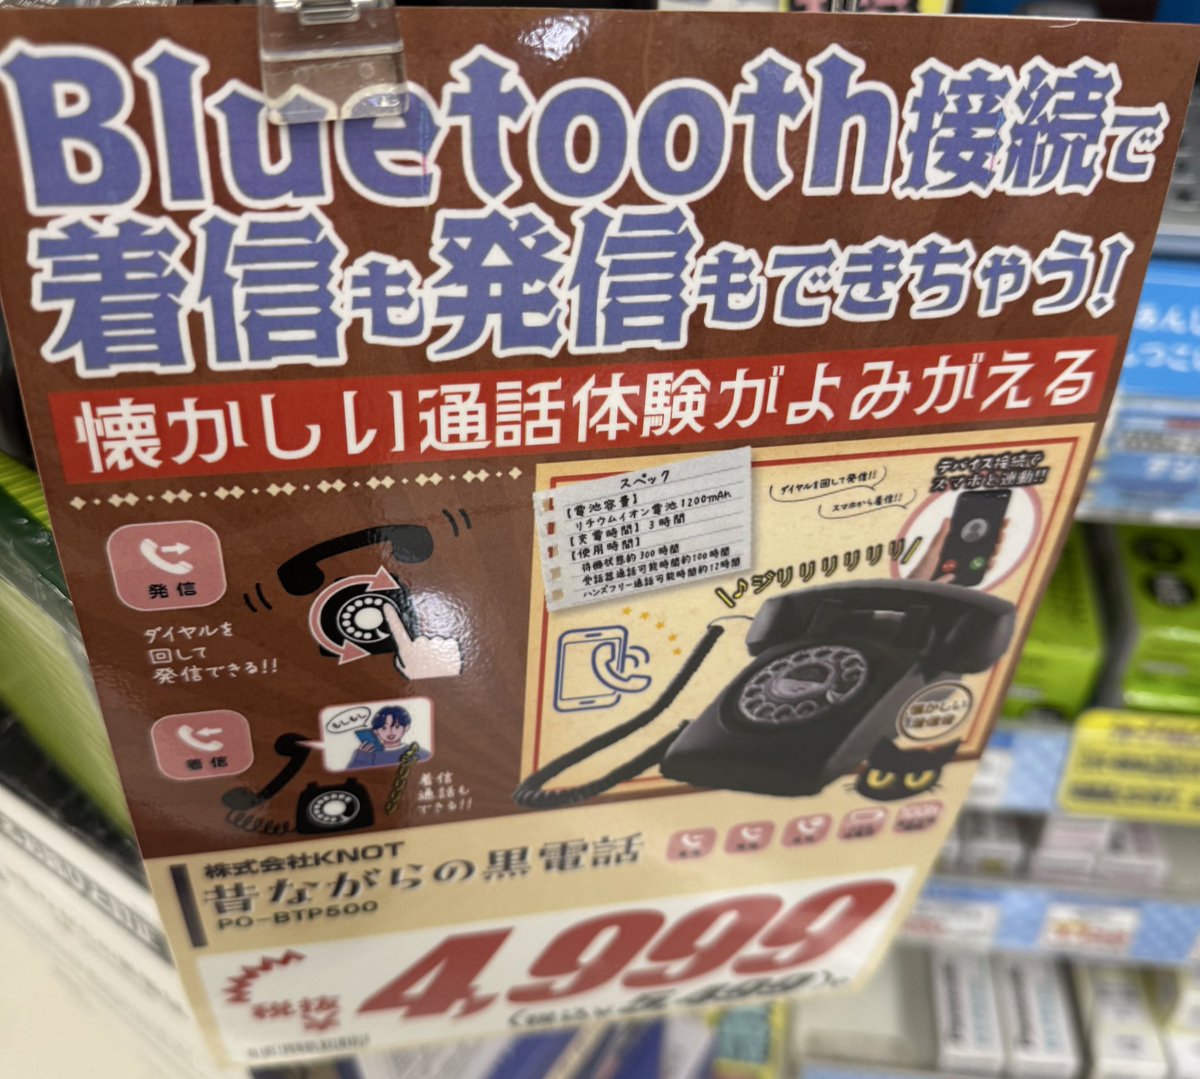 Bluetooth接続で
着信も発信もできちゃう!
懐かしい通話体験がよみがえる
スペック
【電池容量】
リチウムイオン電池1200mAh
【充電時間】3時間
【使用時間】
待機状態約300時間
受話器通話可能時間約100時間
ハンズフリー通話可能時間約12時間
ダイヤルを回して発信!!
スマホから着信!!
デバイス接続で
スマホと連動!!
♪ジリリリリリリ
発信
ダイヤルを
回して
発信できる!!
着信
もしもし
着信
通話も
できる!!
懐かしい
株式会社KNOT
昔ながらの黒電話
PO-BTP500
4,999